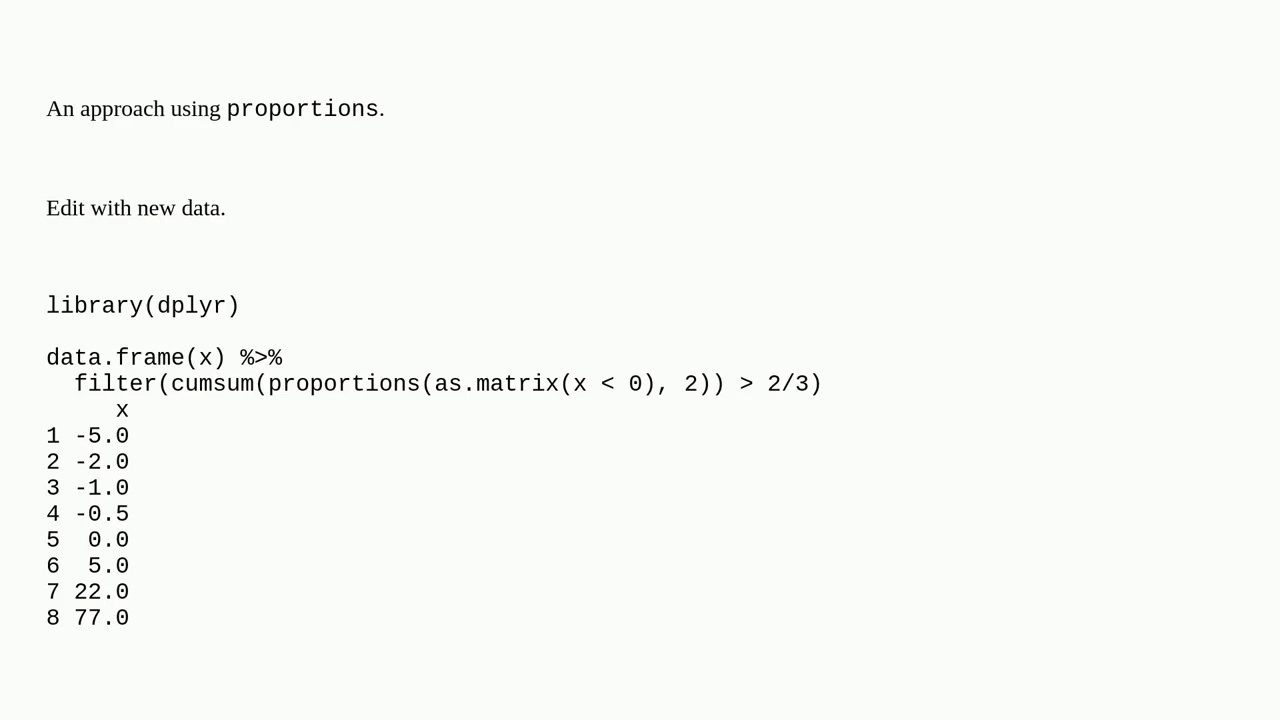 An approach using proportions.
Edit with new data.
library(dplyr)
data.frame(x) %>%
  filter(cumsum(proportions(as.matrix(x < 0), 2)) > 2/3)
     x
1 -5.0
2 -2.0
3 -1.0
4 -0.5
5  0.0
6  5.0
7 22.0
8 77.0